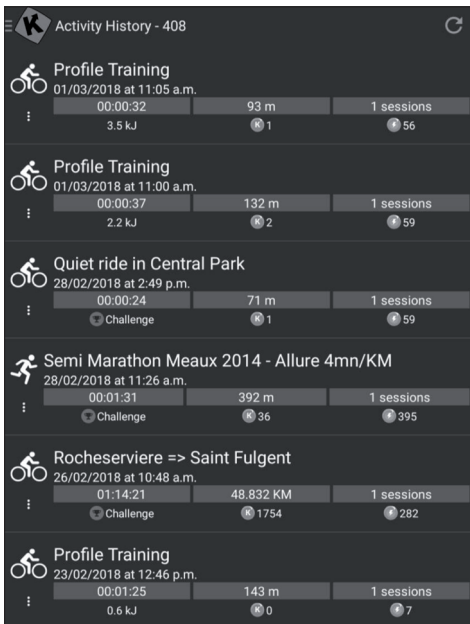 K Activity History - 408
Profile Training
01/03/2018 at 11:05 a.m.
00:00:32 93 m 1 sessions
3.5 kJ K 1 56
Profile Training
01/03/2018 at 11:00 a.m.
00:00:37 132 m 1 sessions
2.2 kJ K 2 59
Quiet ride in Central Park
28/02/2018 at 2:49 p.m.
00:00:24 71 m 1 sessions
Challenge K 1 59
Semi Marathon Meaux 2014 - Allure 4mn/KM
28/02/2018 at 11:26 a.m.
00:01:31 392 m 1 sessions
Challenge K 36 395
Rocheserviere => Saint Fulgent
26/02/2018 at 10:48 a.m.
01:14:21 48.832 KM 1 sessions
Challenge K 1754 282
Profile Training
23/02/2018 at 12:46 p.m.
00:01:25 143 m 1 sessions
0.6 kJ K 0 7